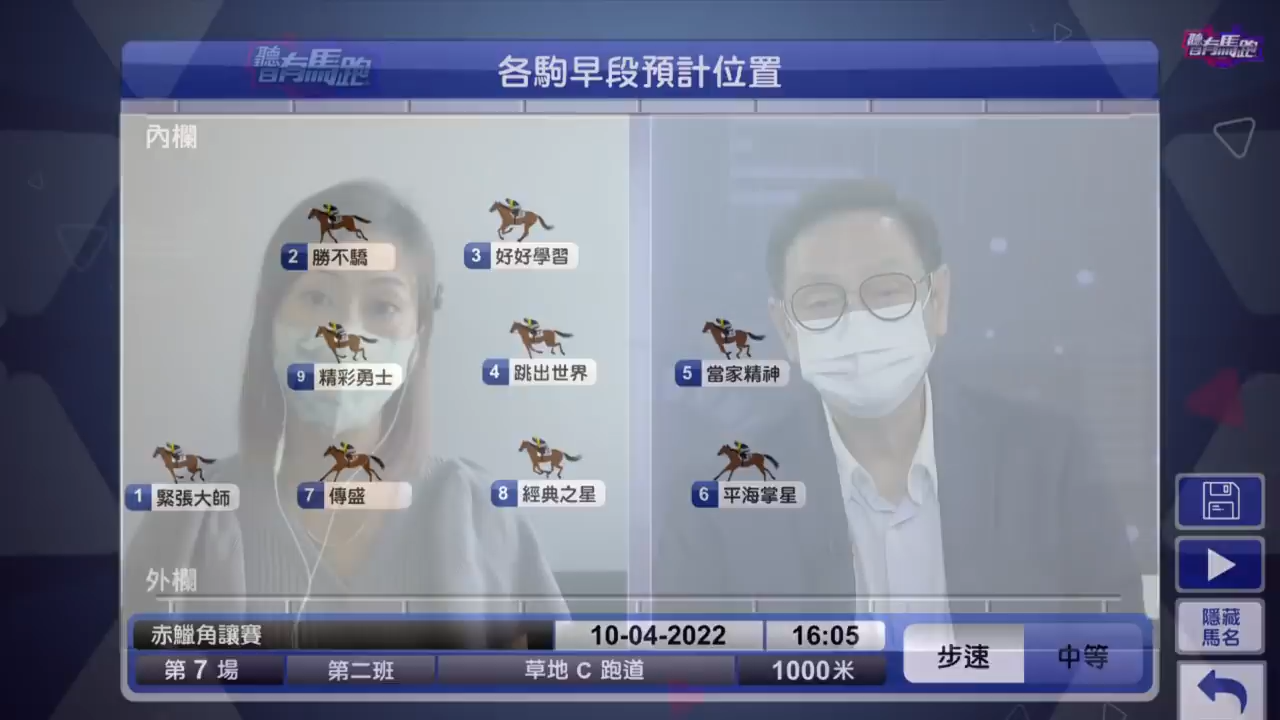 聽有馬跑
各駒早段預計位置
聽有馬跑
內欄
2 勝不驕
3 好好學習
9 精彩勇士
4 跳出世界
5 當家精神
1 緊張大師
7 傳盛
8 經典之星
6 平海掌星
外欄
赤鱲角讓賽
10-04-2022
16:05
步速
中等
第 7 場
第二班
草地 C 跑道
1000米
隱藏
馬名